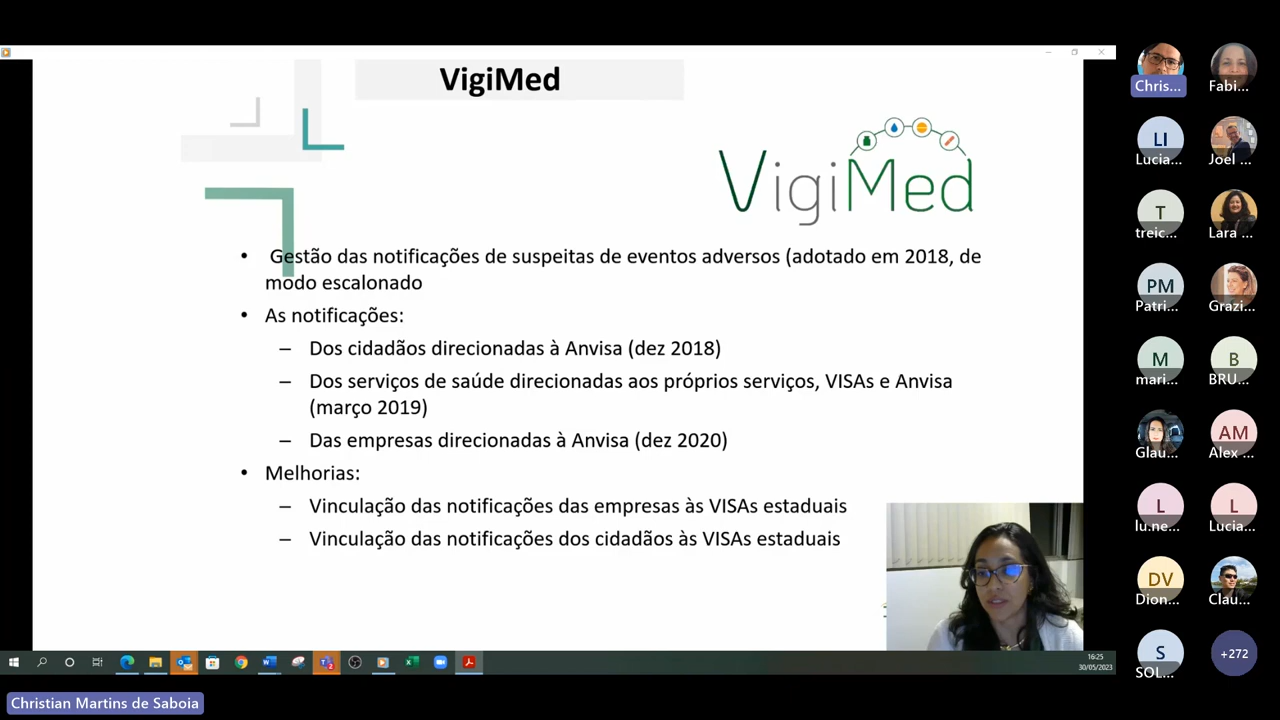 VigiMed
VigiMed
• Gestão das notificações de suspeitas de eventos adversos (adotado em 2018, de
modo escalonado
• As notificações:
– Dos cidadãos direcionadas à Anvisa (dez 2018)
– Dos serviços de saúde direcionadas aos próprios serviços, VISAs e Anvisa
(março 2019)
– Das empresas direcionadas à Anvisa (dez 2020)
• Melhorias:
– Vinculação das notificações das empresas às VISAs estaduais
– Vinculação das notificações dos cidadãos às VISAs estaduais
16:25
30/05/2023
Christian Martins de Saboia
Chris...
Fabi...
LI
Lucia...
Joel ...
T
treic...
Lara ...
PM
Patri...
Grazi...
M
mari...
B
BRU...
Glau...
AM
Alex ...
L
lu.ne...
L
Lucia...
DV
Dion...
Clau...
S
SOL...
+272